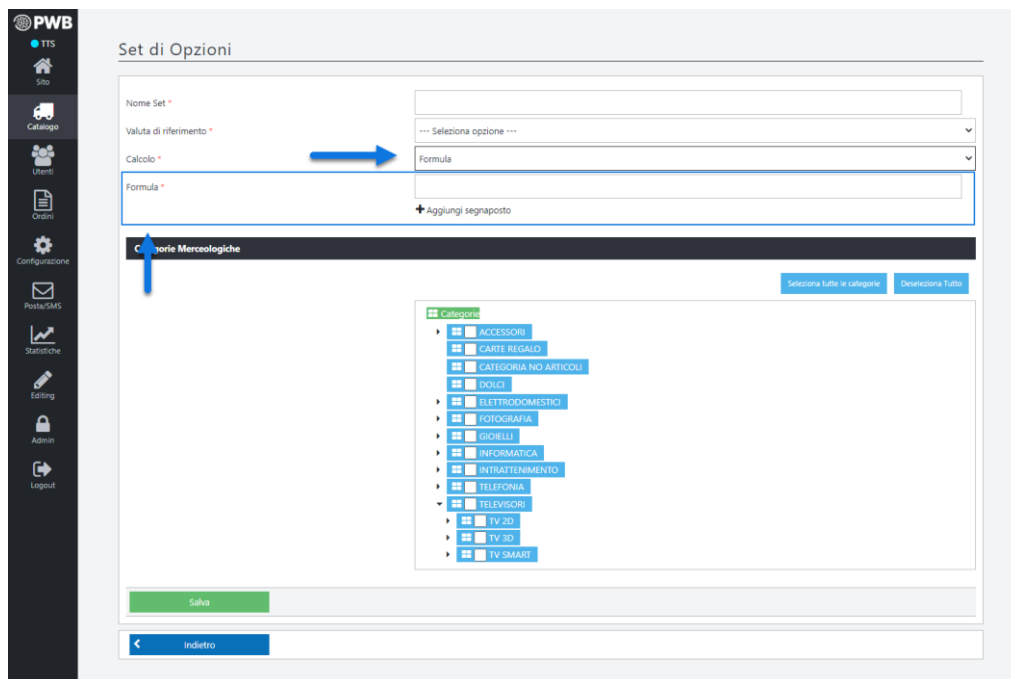 PWB
TTS
Sito
Catalogo
Utenti
Ordini
Configurazione
Posta/SMS
Statistiche
Editing
Admin
Logout
Set di Opzioni
Nome Set *
Valuta di riferimento *
--- Seleziona opzione ---
Calcolo *
Formula
Formula *
Aggiungi segnaposto
Categorie Merceologiche
Seleziona tutte le categorie
Deseleziona Tutto
Categorie
ACCESSORI
CARTE REGALO
CATEGORIA NO ARTICOLI
DOLCI
ELETTRODOMESTICI
FOTOGRAFIA
GIOIELLI
INFORMATICA
INTRATTENIMENTO
TELEFONIA
TELEVISORI
TV 2D
TV 3D
TV SMART
Salva
Indietro